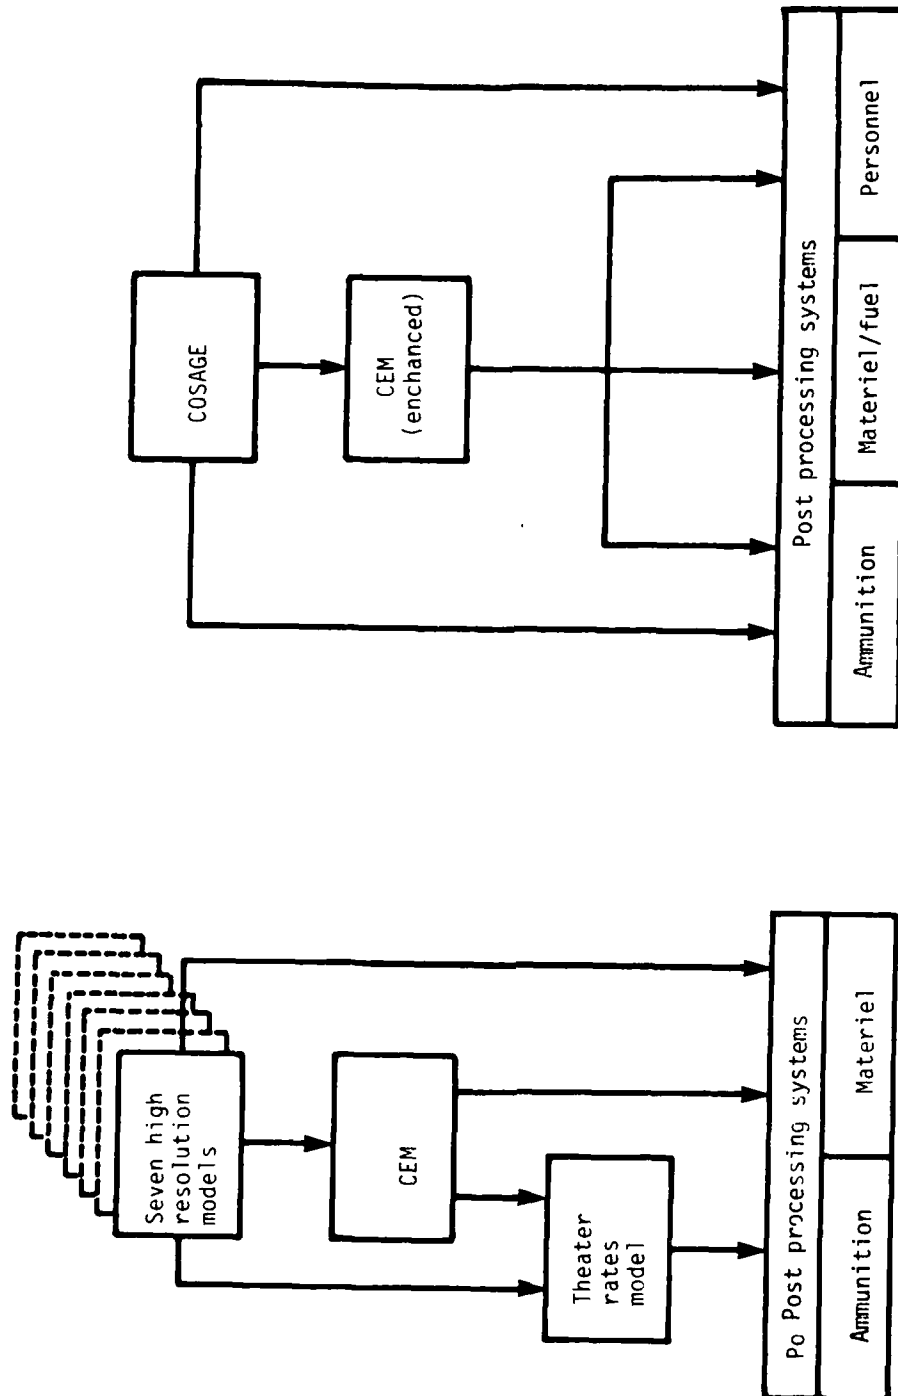 Seven high
resolution
models
CEM
Theater
rates
model
Po Post processing systems
Ammunition
Materiel
COSAGE
CEM
(enchanced)
Post processing systems
Ammunition
Materiel/fuel
Personnel